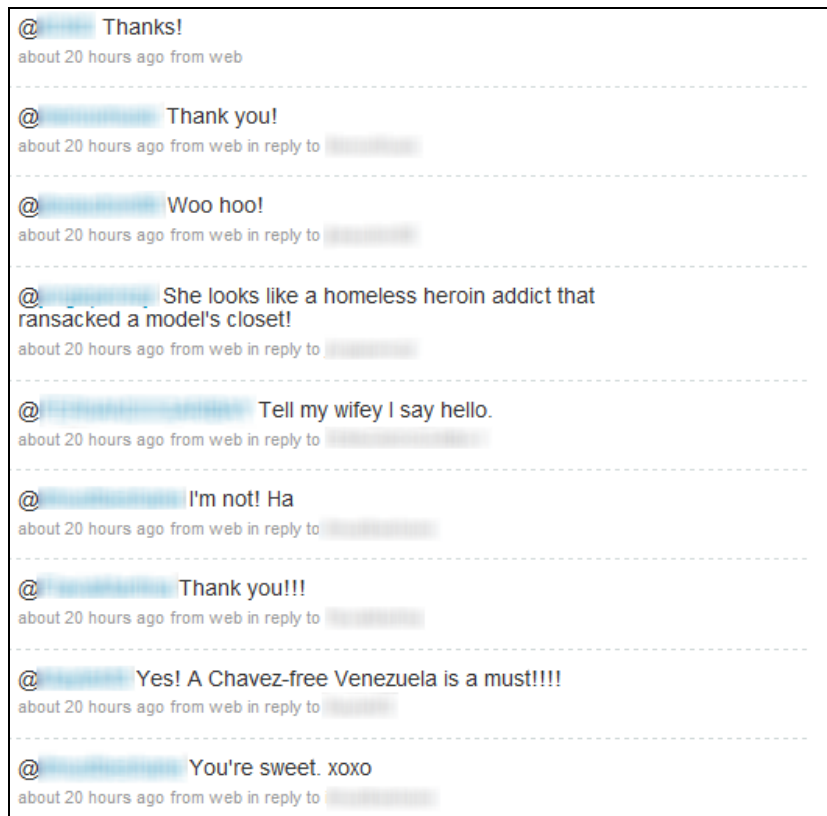 @ Thanks!
about 20 hours ago from web
@ Thank you!
about 20 hours ago from web in reply to
@ Woo hoo!
about 20 hours ago from web in reply to
@ She looks like a homeless heroin addict that
ransacked a model's closet!
about 20 hours ago from web in reply to
@ Tell my wifey I say hello.
about 20 hours ago from web in reply to
@ I'm not! Ha
about 20 hours ago from web in reply to
@ Thank you!!!
about 20 hours ago from web in reply to
@ Yes! A Chavez-free Venezuela is a must!!!!
about 20 hours ago from web in reply to
@ You're sweet. xoxo
about 20 hours ago from web in reply to